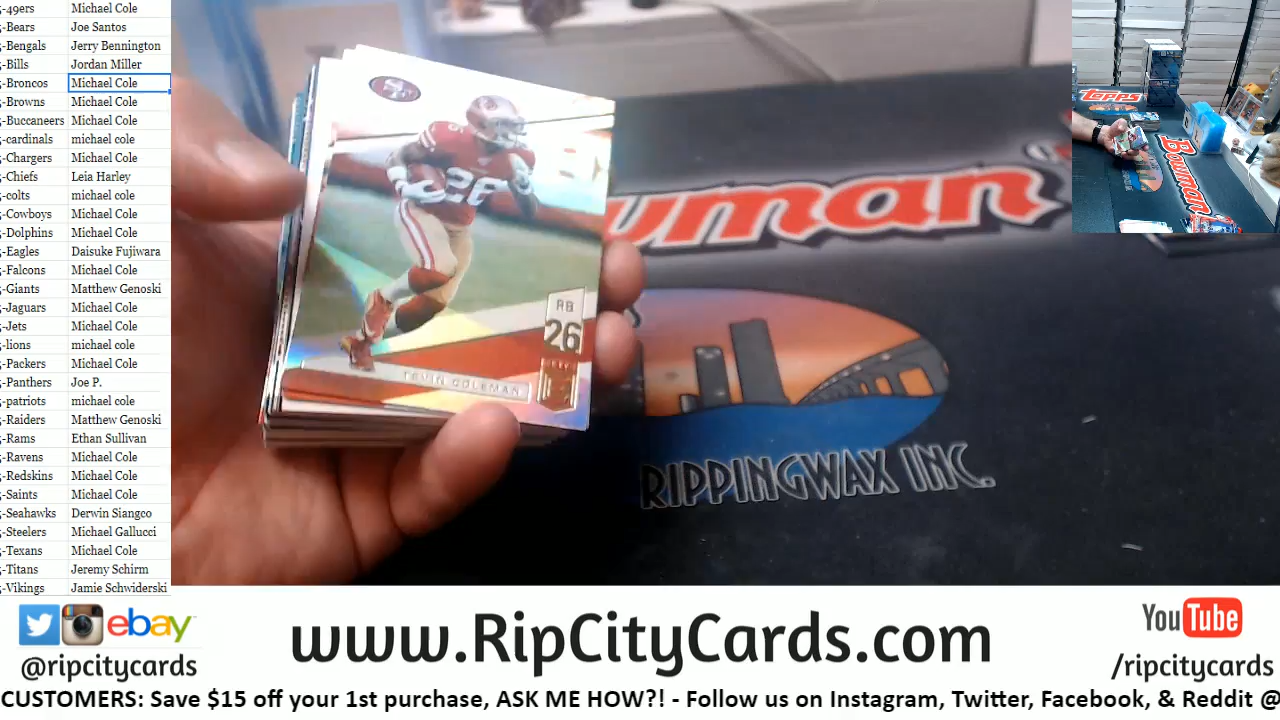 -49ers Michael Cole
-Bears Joe Santos
-Bengals Jerry Bennington
-Bills Jordan Miller
-Broncos Michael Cole
-Browns Michael Cole
-Buccaneers Michael Cole
-cardinals michael cole
-Chargers Michael Cole
-Chiefs Leia Harley
-colts michael cole
-Cowboys Michael Cole
-Dolphins Michael Cole
-Eagles Daisuke Fujiwara
-Falcons Michael Cole
-Giants Matthew Genoski
-Jaguars Michael Cole
-Jets Michael Cole
-lions michael cole
-Packers Michael Cole
-Panthers Joe P.
-patriots michael cole
-Raiders Matthew Genoski
-Rams Ethan Sullivan
-Ravens Michael Cole
-Redskins Michael Cole
-Saints Michael Cole
-Seahawks Derwin Siangco
-Steelers Michael Gallucci
-Texans Michael Cole
-Titans Jeremy Schirm
-Vikings Jamie Schwiderski
26
RB
26
TEVIN COLEMAN
wman
RIPPINGWAX INC.
Topps
Bowman
ebay
@ripcitycards
www.RipCityCards.com
YouTube
/ripcitycards
CUSTOMERS: Save $15 off your 1st purchase, ASK ME HOW?! - Follow us on Instagram, Twitter, Facebook, & Reddit @